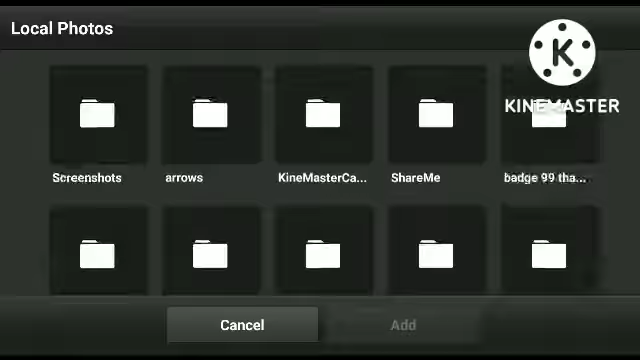 Local Photos
K
KINEMASTER
Screenshots
arrows
KineMasterCa...
ShareMe
badge 99 tha...
Cancel
Add